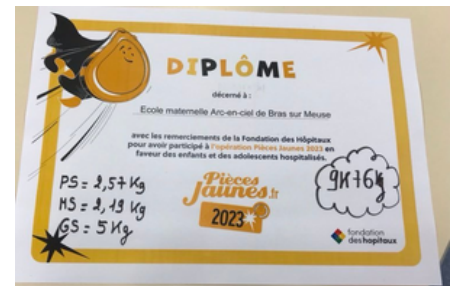 DIPLÔME
décerné à :
Ecole maternelle Arc-en-ciel de Bras sur Meuse
avec les remerciements de la Fondation des Hôpitaux
pour avoir participé à l'opération Pièces Jaunes 2023 en
faveur des enfants et des adolescents hospitalisés.
PS = 2,57 Kg
MS = 2,19 Kg
GS = 5 Kg
Pièces
Jaunes.fr
2023
9K76g
fondation
des hopitaux